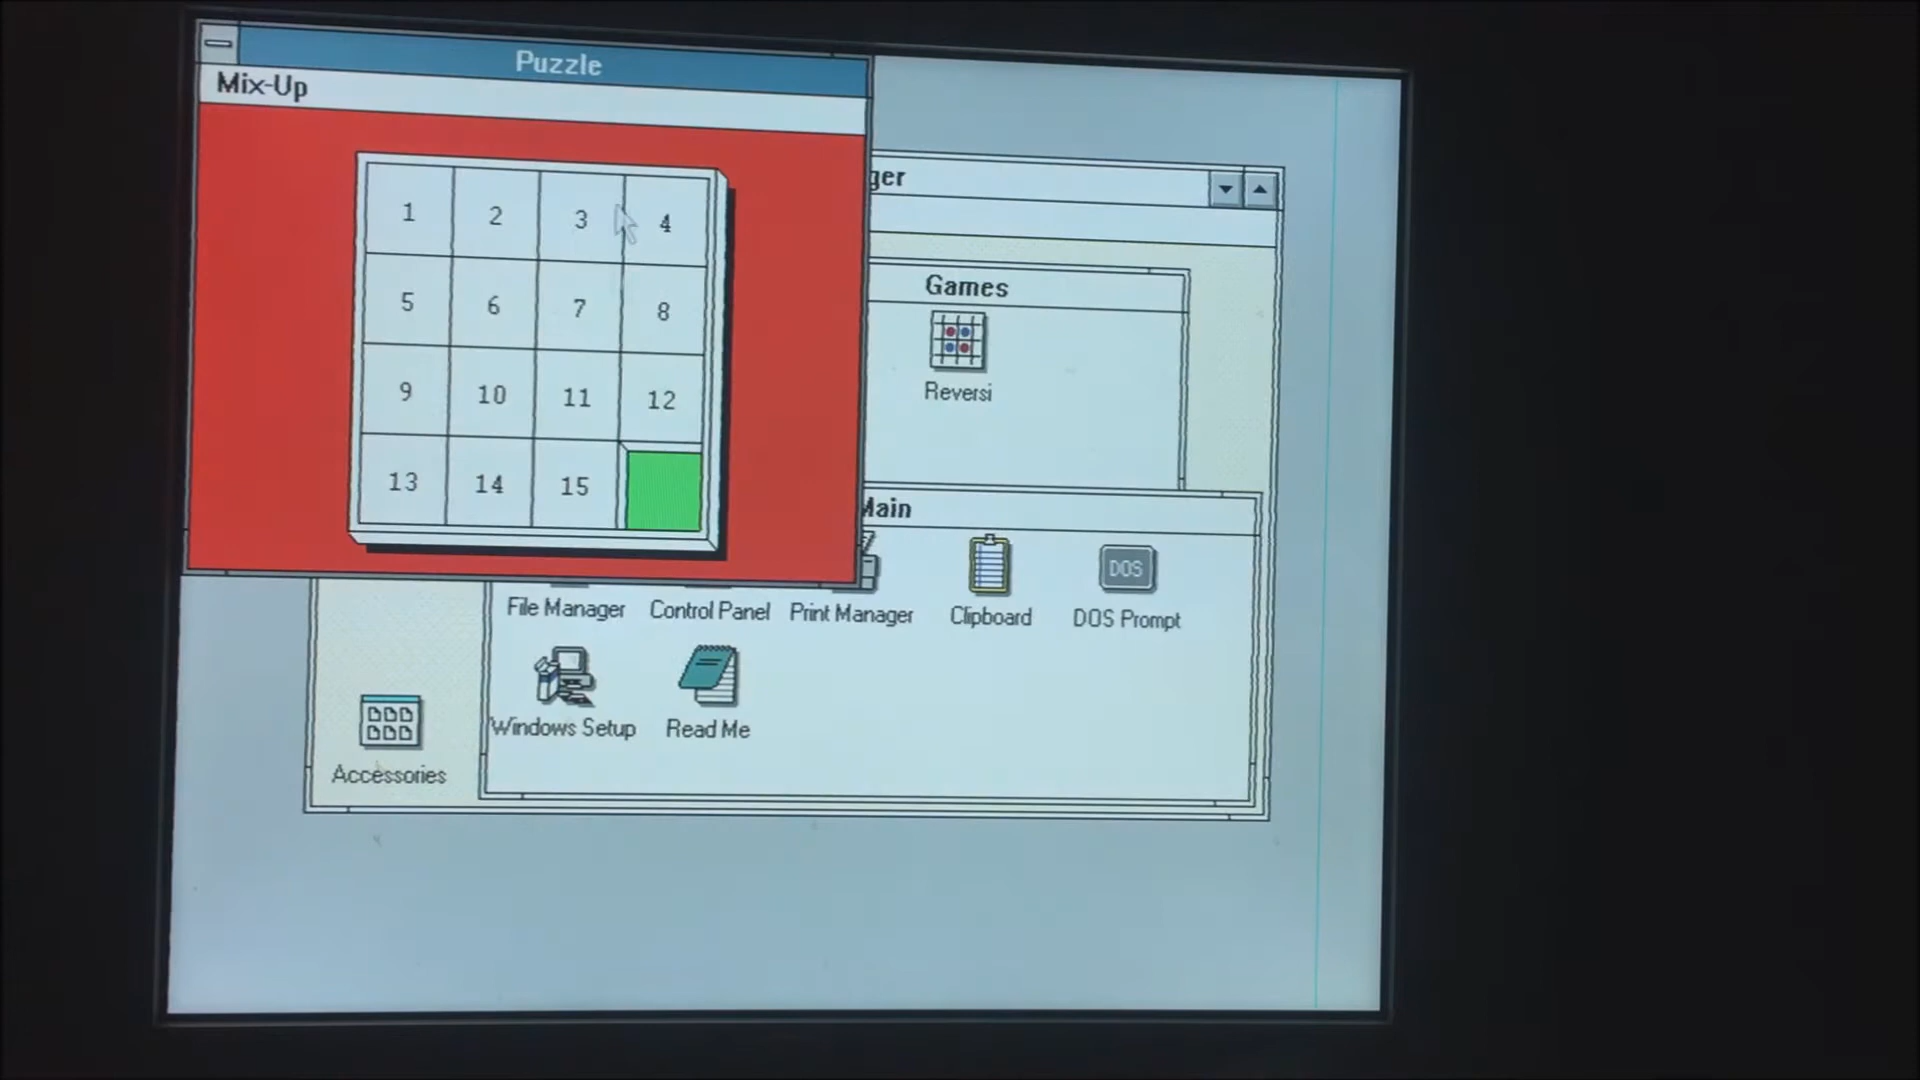 Puzzle
Mix-Up
1 2 3 4
5 6 7 8
9 10 11 12
13 14 15
ger
Games
Reversi
Main
File Manager Control Panel Print Manager Clipboard DOS Prompt
DOS
Windows Setup Read Me
Accessories